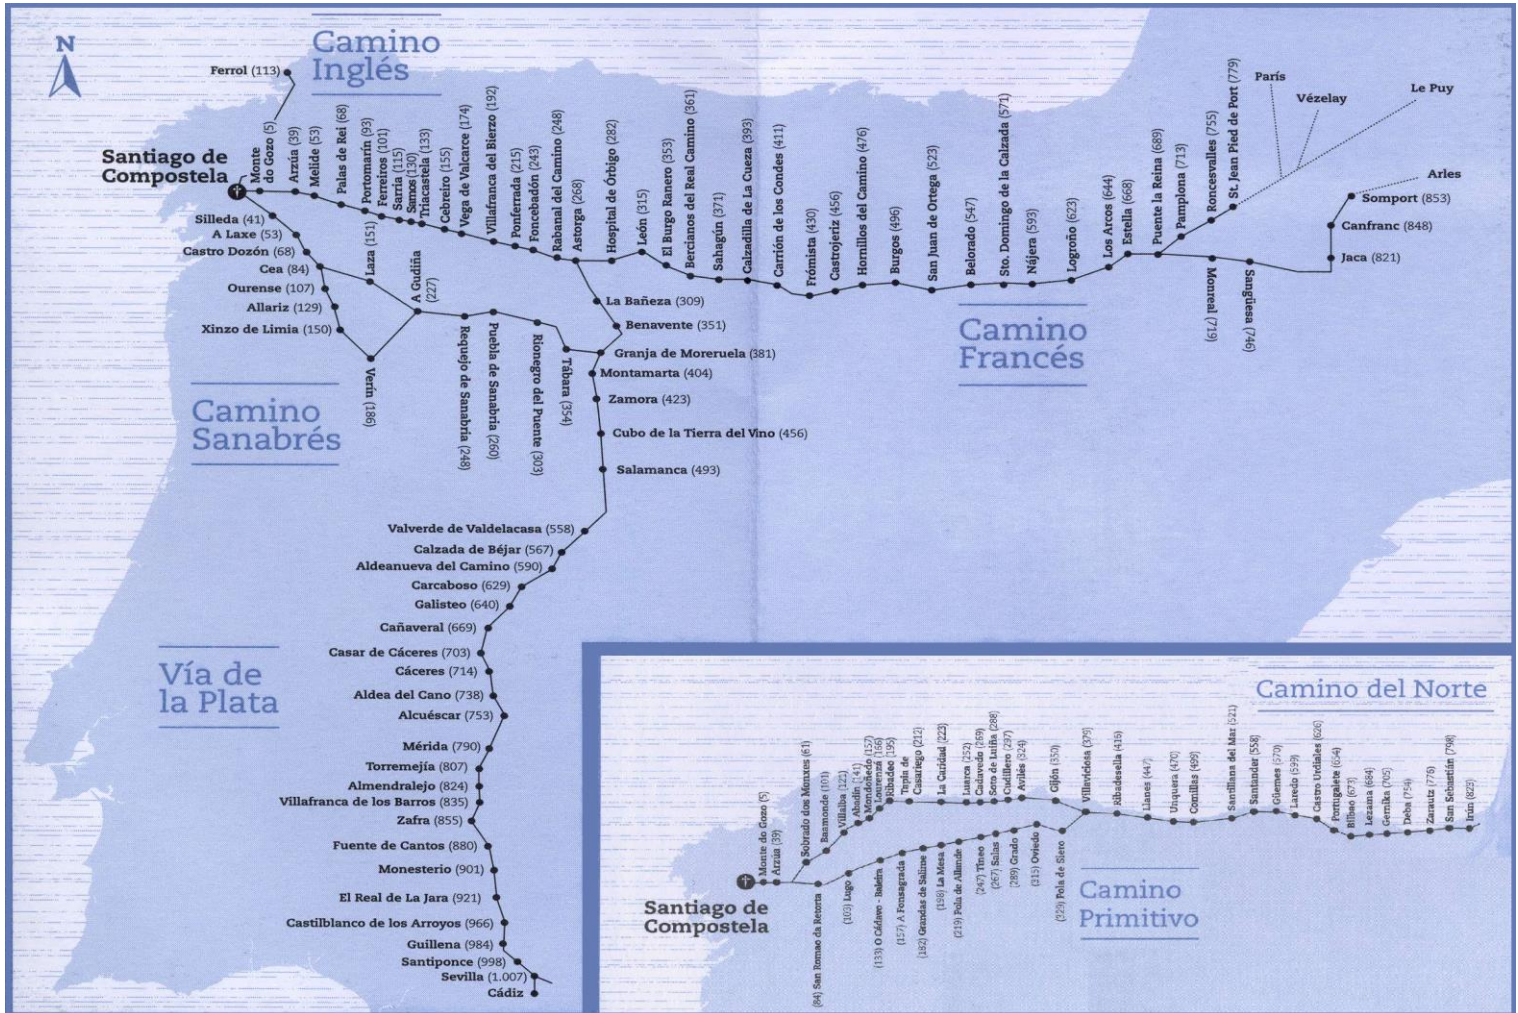 N
Camino
Inglés
Ferrol (113)
Santiago de
Compostela
Monte
do Gozo (5)
Arzúa (39)
Melide (53)
Palas de Rei (68)
Portomarín (93)
Ferreiros (101)
Sarria (115)
Samos (130)
Triacastela (133)
Cebreiro (155)
Vega de Valcarce (174)
Villafranca del Bierzo (192)
Ponferrada (215)
Foncebadón (243)
Rabanal del Camino (248)
Astorga (268)
Hospital de Órbigo (282)
León (315)
El Burgo Ranero (353)
Bercianos del Real Camino (361)
Sahagún (371)
Calzadilla de La Cueza (393)
Carrión de los Condes (411)
Frómista (430)
Castrojeriz (456)
Hornillos del Camino (476)
Burgos (496)
San Juan de Ortega (523)
Belorado (547)
Sto. Domingo de la Calzada (571)
Nájera (593)
Logroño (623)
Los Arcos (644)
Estella (668)
Puente la Reina (689)
Pamplona (713)
Roncesvalles (755)
St. Jean Pied de Port (779)
París
Vézelay
Le Puy
Arles
Somport (853)
Canfranc (848)
Jaca (821)
Sangüesa (746)
Monreal (719)
Camino
Francés
Silleda (41)
A Laxe (53)
Castro Dozón (68)
Cea (84)
Ourense (107)
Allariz (129)
Xinzo de Limia (150)
Laza (151)
A Gudiña
(227)
Verín (186)
Requejo de Sanabria (248)
Puebla de Sanabria (260)
Rionegro del Puente (303)
Tábara (354)
Camino
Sanabrés
La Bañeza (309)
Benavente (351)
Granja de Moreruela (381)
Montamarta (404)
Zamora (423)
Cubo de la Tierra del Vino (456)
Salamanca (493)
Valverde de Valdelacasa (558)
Calzada de Béjar (567)
Aldeanueva del Camino (590)
Carcaboso (629)
Galisteo (640)
Cañaveral (669)
Casar de Cáceres (703)
Cáceres (714)
Aldea del Cano (738)
Alcuéscar (753)
Mérida (790)
Torremejía (807)
Almendralejo (824)
Villafranca de los Barros (835)
Zafra (855)
Fuente de Cantos (880)
Monesterio (901)
El Real de La Jara (921)
Castilblanco de los Arroyos (966)
Guillena (984)
Santiponce (998)
Sevilla (1.007)
Cádiz
Vía de
la Plata
Camino del Norte
Santiago de
Compostela
Monte do Gozo (5)
Arzúa (39)
Sobrado dos Monxes (61)
Baamonde (101)
Villalba (121)
Abadín (141)
Mondoñedo (157)
Lourenzá (166)
Ribadeo (195)
Tapia de
Casariego (212)
La Caridad (223)
Luarca (252)
Cadavedo (269)
Soto de Luiña (288)
Cudillero (297)
Avilés (324)
Gijón (350)
Villaviciosa (379)
Ribadesella (416)
Llanes (447)
Unquera (470)
Comillas (499)
Santillana del Mar (521)
Santander (558)
Güemes (570)
Laredo (599)
Castro Urdiales (626)
Portugalete (654)
Bilbao (673)
Lezama (684)
Gernika (705)
Deba (754)
Zarautz (776)
San Sebastián (798)
Irún (823)
(84) San Romao da Retorta
(103) Lugo
(133) O Cádavo - Baleira
(157) A Fonsagrada
(182) Grandas de Salime
(198) La Mesa
(219) Pola de Allande
(247) Tineo
(267) Salas
(289) Grado
(315) Oviedo
(329) Pola de Siero
Camino
Primitivo